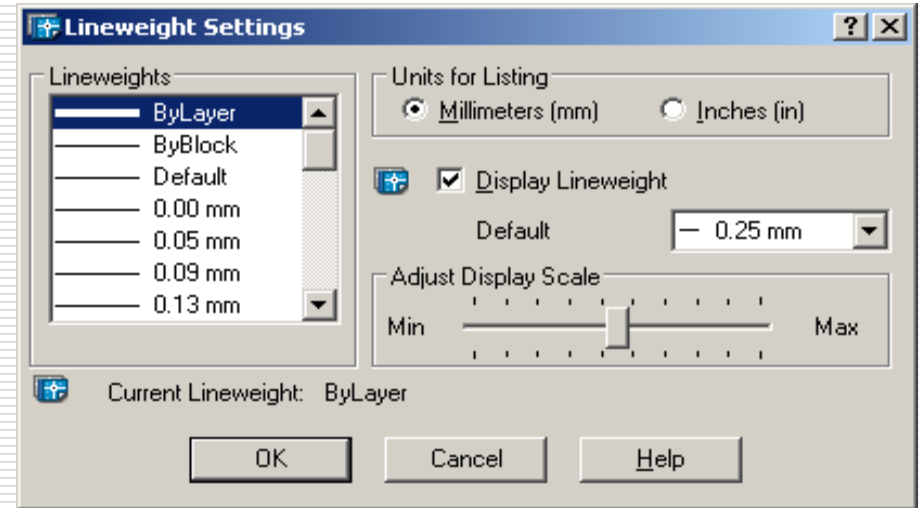 Lineweight Settings
Lineweights
ByLayer
ByBlock
Default
0.00 mm
0.05 mm
0.09 mm
0.13 mm
Units for Listing
Millimeters (mm)
Inches (in)
Display Lineweight
Default
0.25 mm
Adjust Display Scale
Min
Max
Current Lineweight: ByLayer
OK
Cancel
Help